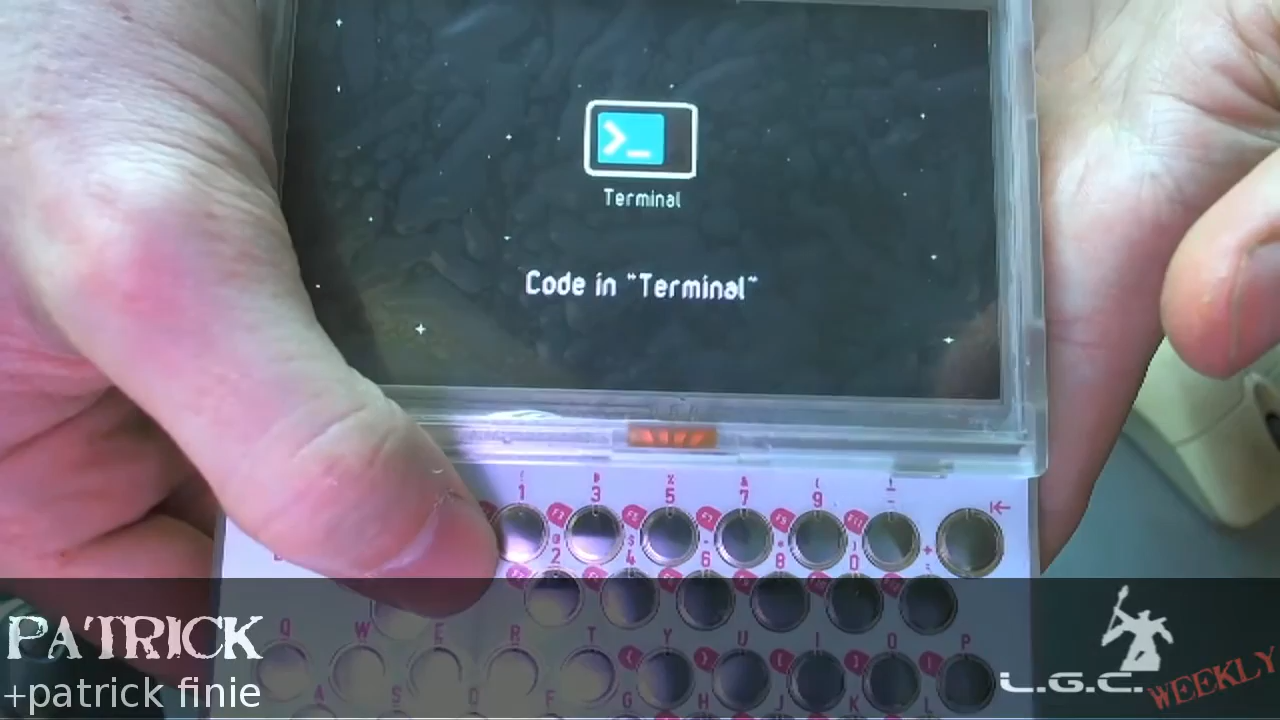 >_
Terminal
Code in "Terminal"
1 3 5 7 9
2 4 6 8 0
Q W E R T Y U I O P
A S D F G H J K L
PATRICK
+patrick finie
L.G.C.
WEEKLY